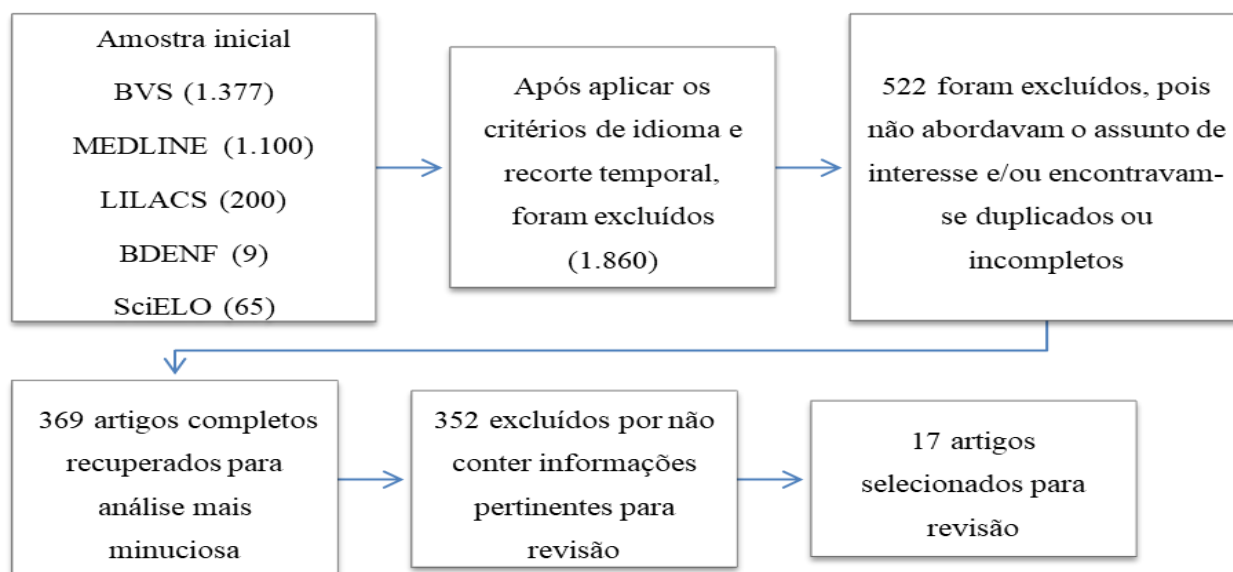 Amostra inicial
BVS (1.377)
MEDLINE (1.100)
LILACS (200)
BDENF (9)
SciELO (65)
Após aplicar os
critérios de idioma e
recorte temporal,
foram excluídos
(1.860)
522 foram excluídos, pois
não abordavam o assunto de
interesse e/ou encontravam-
se duplicados ou
incompletos
369 artigos completos
recuperados para
análise mais
minuciosa
352 excluídos por não
conter informações
pertinentes para
revisão
17 artigos
selecionados para
revisão